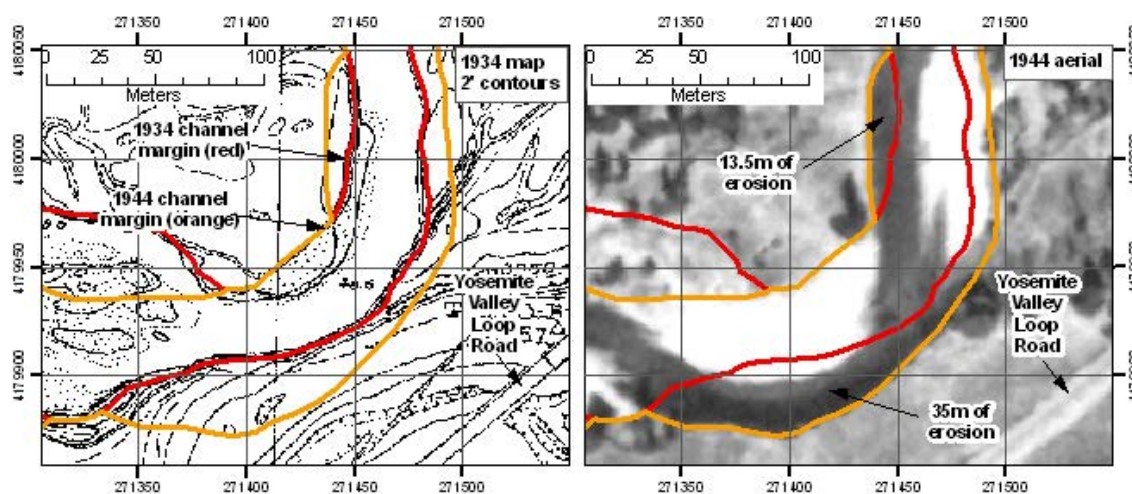 271350 271400 271450 271500
271350 271400 271450 271500
4180050
4180000
4179950
4179900
0 25 50 100
Meters
1934 map
2' contours
1934 channel
margin (red)
1944 channel
margin (orange)
Yosemite
Valley
Loop
Road
271350 271400 271450 271500
0 25 50 100
Meters
1944 aerial
13.5m of
erosion
Yosemite
Valley
Loop
Road
35m of
erosion
271350 271400 271450 271500